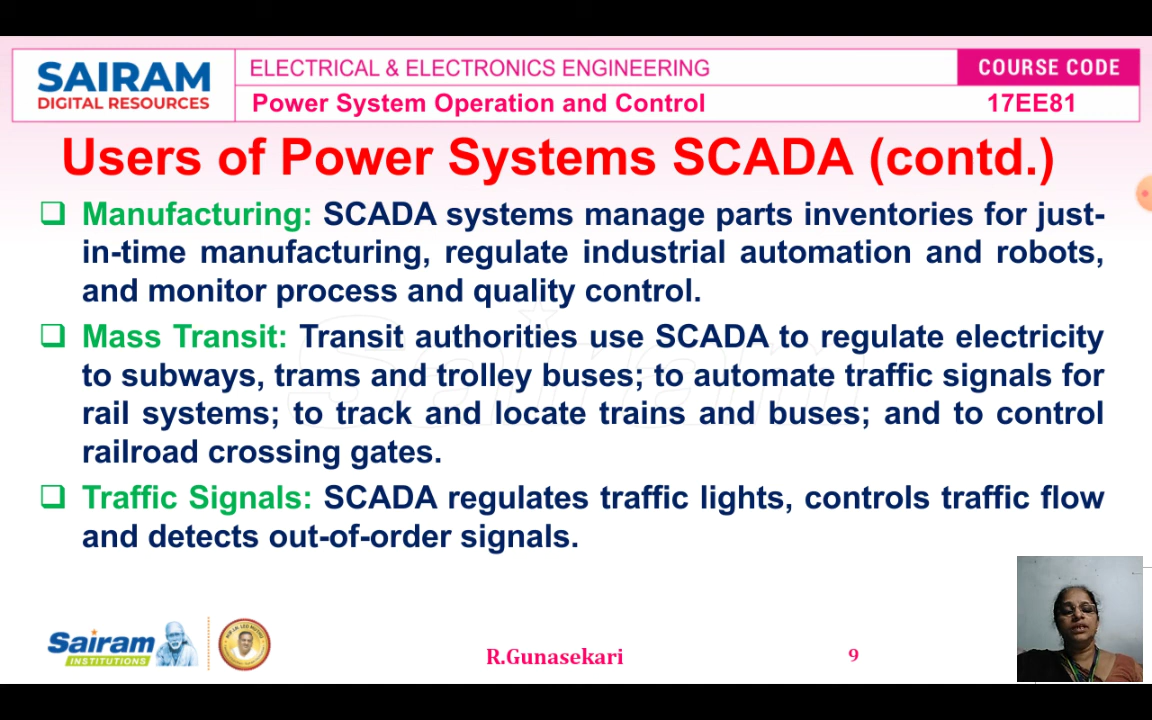 SAIRAM
DIGITAL RESOURCES
ELECTRICAL & ELECTRONICS ENGINEERING
COURSE CODE
Power System Operation and Control
17EE81
Users of Power Systems SCADA (contd.)
Manufacturing: SCADA systems manage parts inventories for just-
in-time manufacturing, regulate industrial automation and robots,
and monitor process and quality control.
Mass Transit: Transit authorities use SCADA to regulate electricity
to subways, trams and trolley buses; to automate traffic signals for
rail systems; to track and locate trains and buses; and to control
railroad crossing gates.
Traffic Signals: SCADA regulates traffic lights, controls traffic flow
and detects out-of-order signals.
Sairam
Sairam
INSTITUTIONS
R.Gunasekari
9